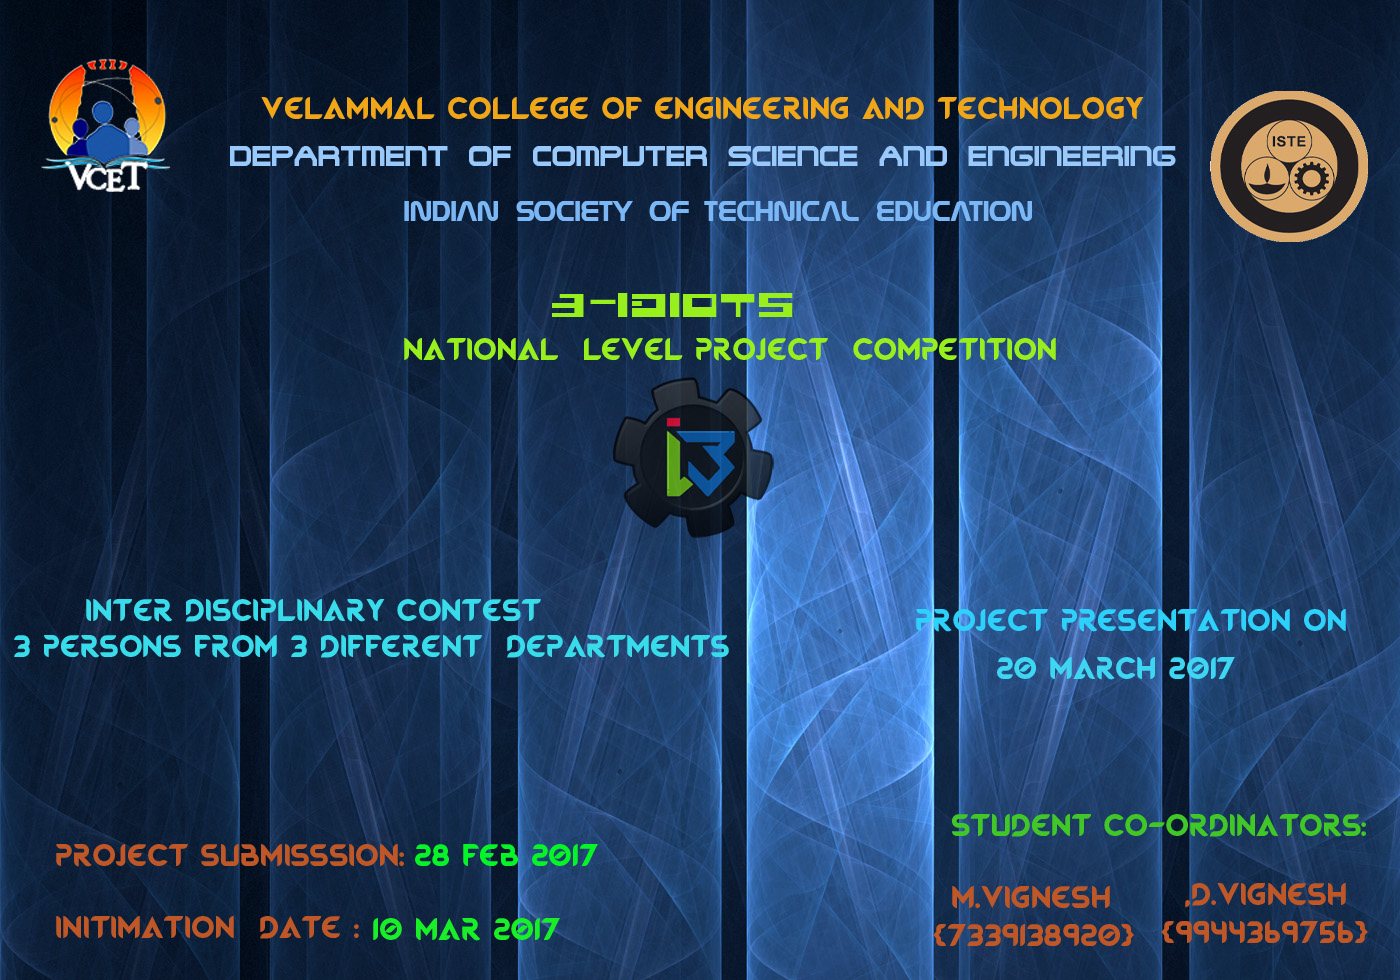 VCET
VELAMMAL COLLEGE OF ENGINEERING AND TECHNOLOGY
DEPARTMENT OF COMPUTER SCIENCE AND ENGINEERING
INDIAN SOCIETY OF TECHNICAL EDUCATION
ISTE
3-IDIOTS
NATIONAL LEVEL PROJECT COMPETITION
i3
INTER DISCIPLINARY CONTEST
3 PERSONS FROM 3 DIFFERENT DEPARTMENTS
PROJECT PRESENTATION ON
20 MARCH 2017
PROJECT SUBMISSSION: 28 FEB 2017
INITIMATION DATE : 10 MAR 2017
STUDENT CO-ORDINATORS:
M.VIGNESH ,D.VIGNESH
{7339138920} {9944369756}